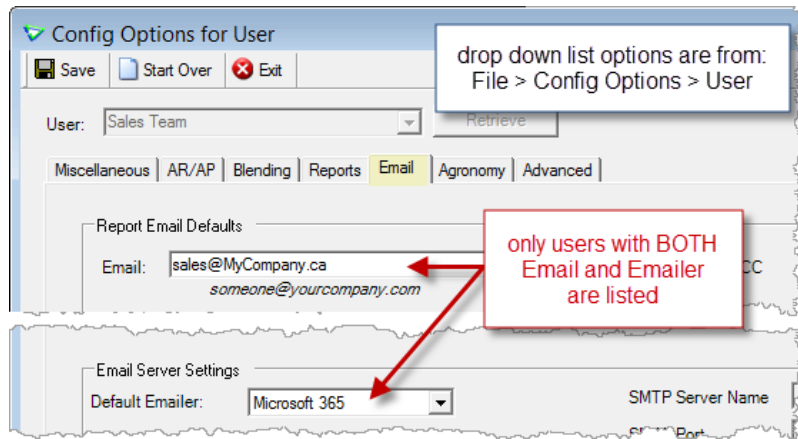 Config Options for User
drop down list options are from:
File > Config Options > User
Save Start Over Exit
User: Sales Team Retrieve
Miscellaneous AR/AP Blending Reports Email Agronomy Advanced
Report Email Defaults
only users with BOTH
Email and Emailer
are listed
Email: sales@MyCompany.ca CC
someone@yourcompany.com
Email Server Settings
Default Emailer: Microsoft 365 SMTP Server Name
Port